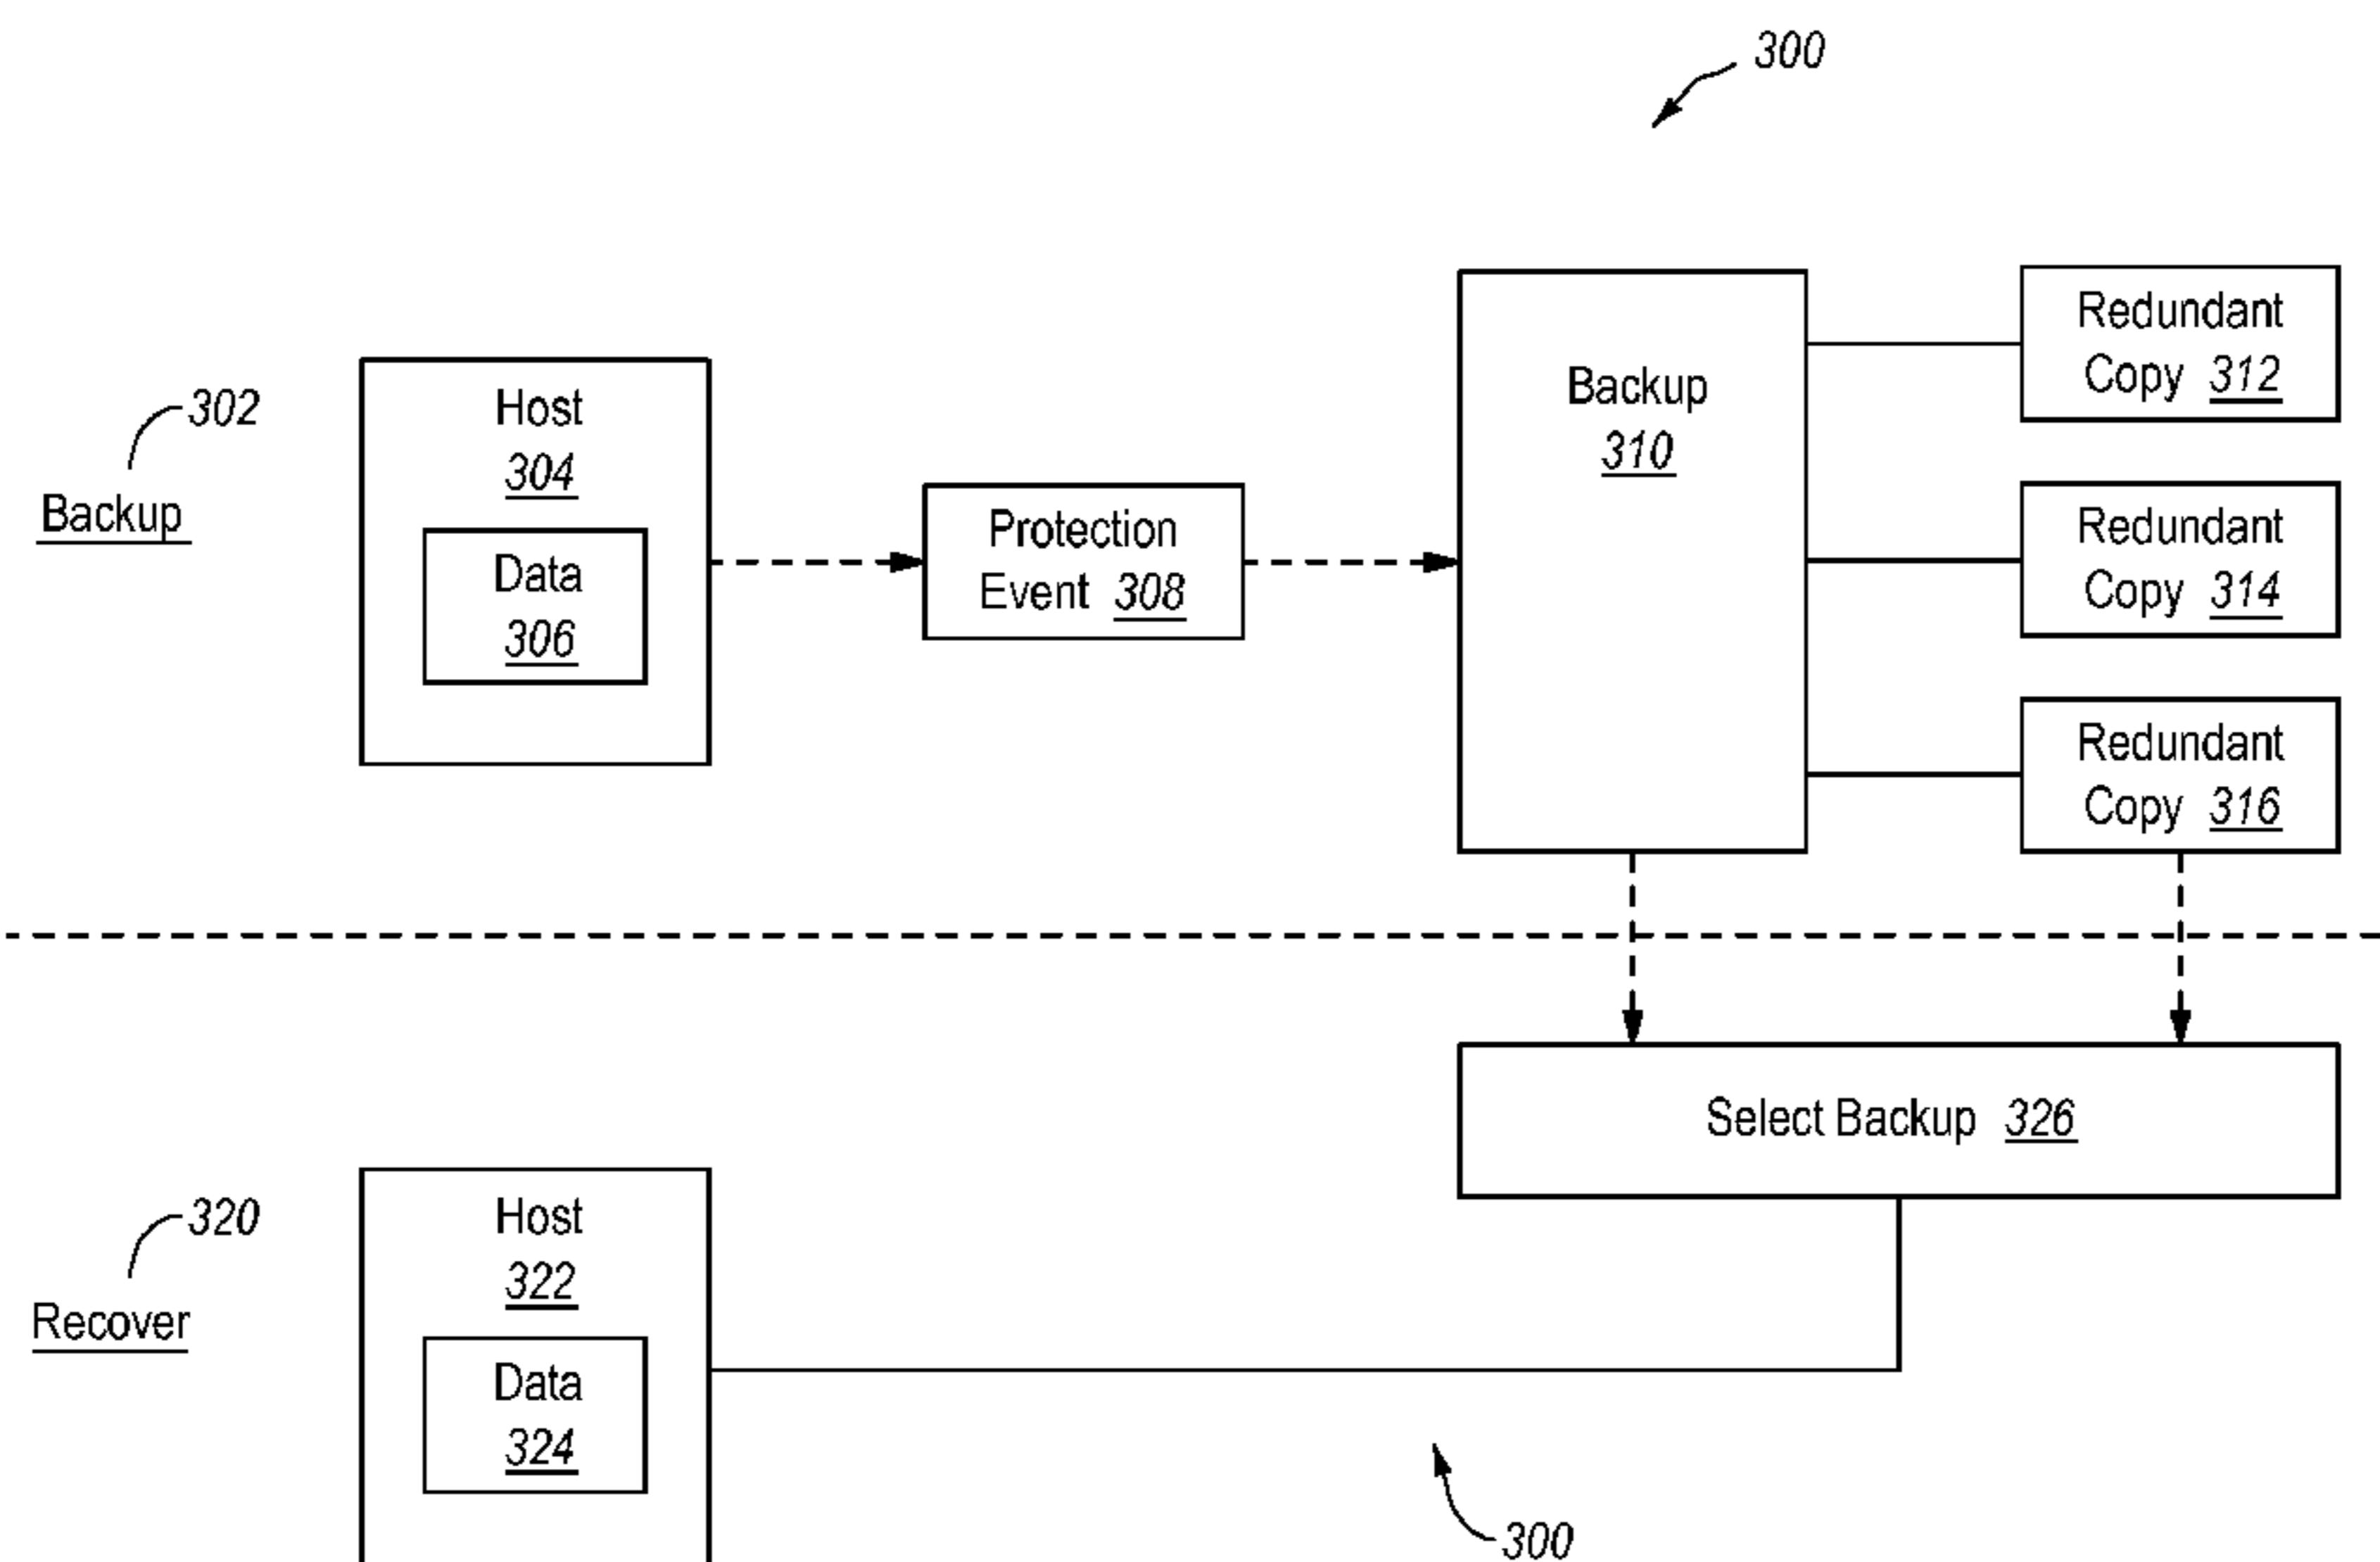 300
302
Backup
Host
304
Data
306
Protection
Event 308
Backup
310
Redundant
Copy 312
Redundant
Copy 314
Redundant
Copy 316
Select Backup 326
320
Recover
Host
322
Data
324
300